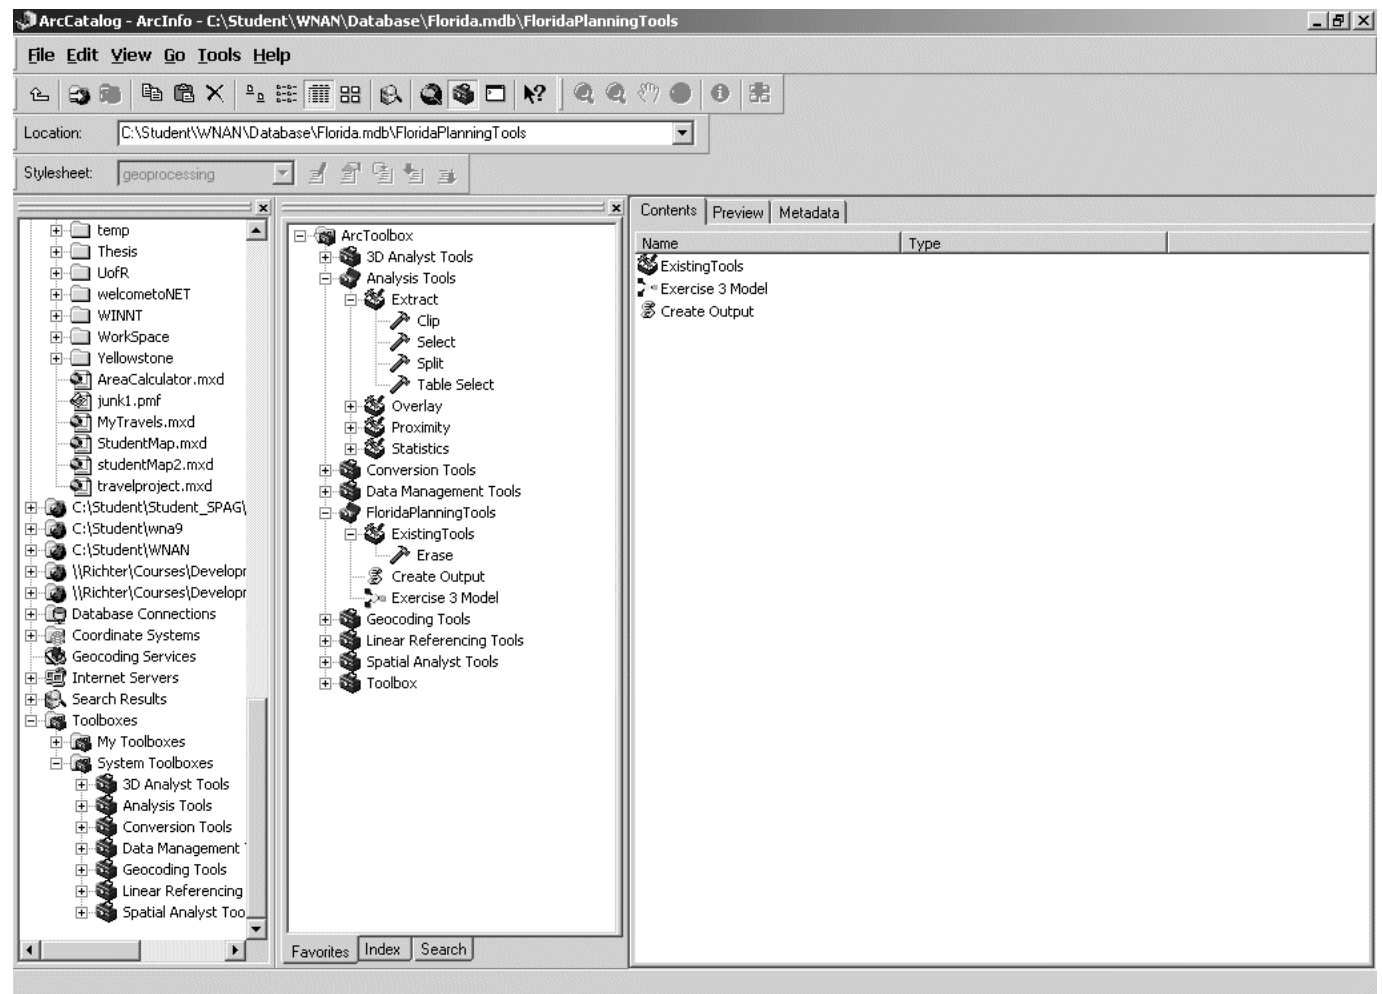 ArcCatalog - ArcInfo - C:\Student\WNAN\Database\Florida.mdb\FloridaPlanningTools
File Edit View Go Tools Help
Location: C:\Student\WNAN\Database\Florida.mdb\FloridaPlanningTools
Stylesheet: geoprocessing
temp
Thesis
UofR
welcometoNET
WINNT
WorkSpace
Yellowstone
AreaCalculator.mxd
junk1.pmf
MyTravels.mxd
StudentMap.mxd
studentMap2.mxd
travelproject.mxd
C:\Student\Student_SPAG\
C:\Student\wna9
C:\Student\WNAN
\\Richter\Courses\Developr
\\Richter\Courses\Developr
Database Connections
Coordinate Systems
Geocoding Services
Internet Servers
Search Results
Toolboxes
My Toolboxes
System Toolboxes
3D Analyst Tools
Analysis Tools
Conversion Tools
Data Management
Geocoding Tools
Linear Referencing
Spatial Analyst Too
ArcToolbox
3D Analyst Tools
Analysis Tools
Extract
Clip
Select
Split
Table Select
Overlay
Proximity
Statistics
Conversion Tools
Data Management Tools
FloridaPlanningTools
ExistingTools
Erase
Create Output
Exercise 3 Model
Geocoding Tools
Linear Referencing Tools
Spatial Analyst Tools
Toolbox
Favorites Index Search
Contents Preview Metadata
Name Type
ExistingTools
Exercise 3 Model
Create Output